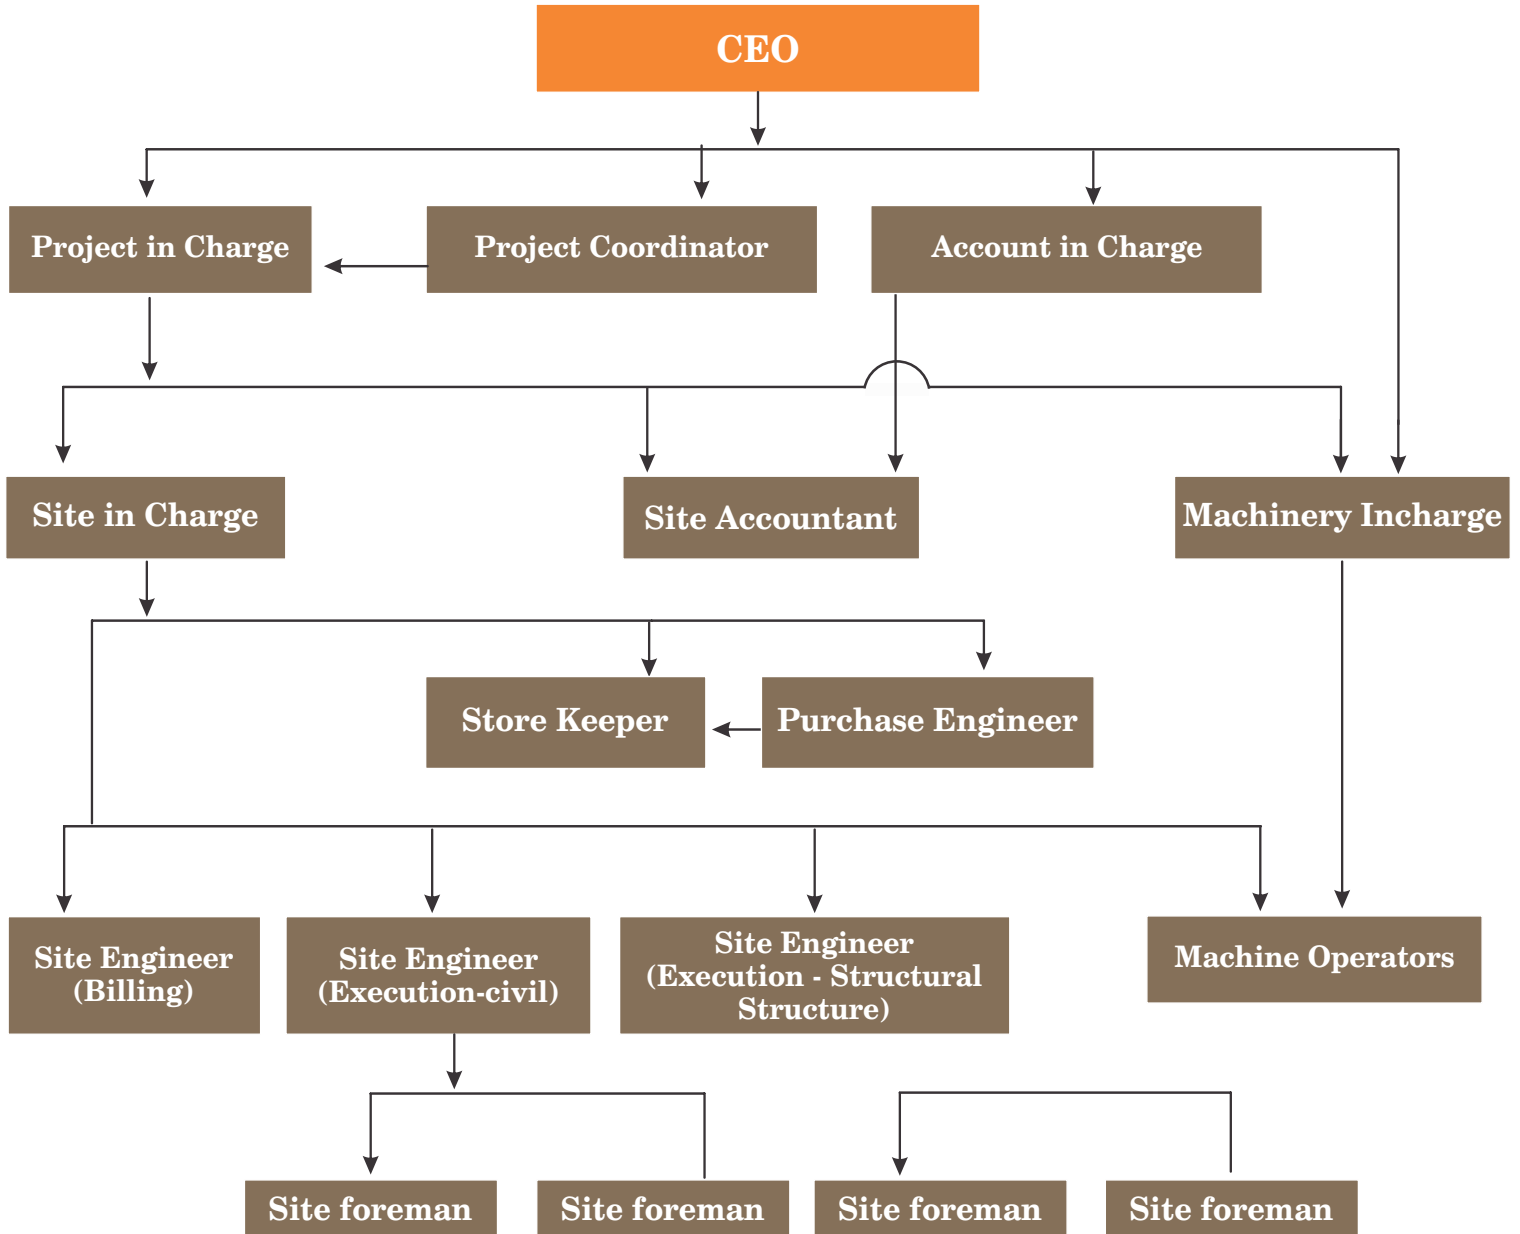 CEO
Project in Charge
Project Coordinator
Account in Charge
Site in Charge
Site Accountant
Machinery Incharge
Store Keeper
Purchase Engineer
Site Engineer
(Billing)
Site Engineer
(Execution-civil)
Site Engineer
(Execution - Structural
Structure)
Machine Operators
Site foreman
Site foreman
Site foreman
Site foreman